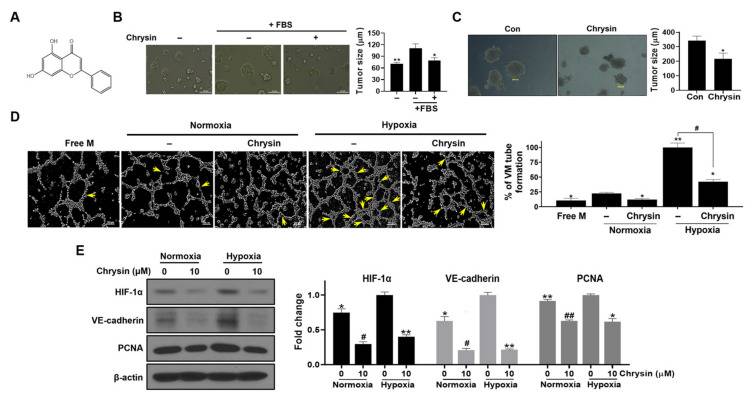 A
OH
O
HO
O
B
+ FBS
Chrysin
–
–
+
Tumor size (μm)
150
120
90
60
30
0
**
*
–
–
+
+FBS
C
Con
Chrysin
Tumor size (μm)
400
300
200
100
0
*
Con
Chrysin
D
Normoxia
Hypoxia
Free M
–
Chrysin
–
Chrysin
% of VM tube
formation
100
75
50
25
0
#
**
*
*
*
Free M
–
Chrysin
–
Chrysin
Normoxia
Hypoxia
E
Normoxia
Hypoxia
Chrysin (μM)
0
10
0
10
HIF-1α
VE-cadherin
PCNA
β-actin
HIF-1α
VE-cadherin
PCNA
Fold change
1.0
0.5
0.0
*
#
**
*
#
**
**
##
*
0
10
0
10
0
10
0
10
0
10
0
10
Chrysin (μM)
Normoxia
Hypoxia
Normoxia
Hypoxia
Normoxia
Hypoxia